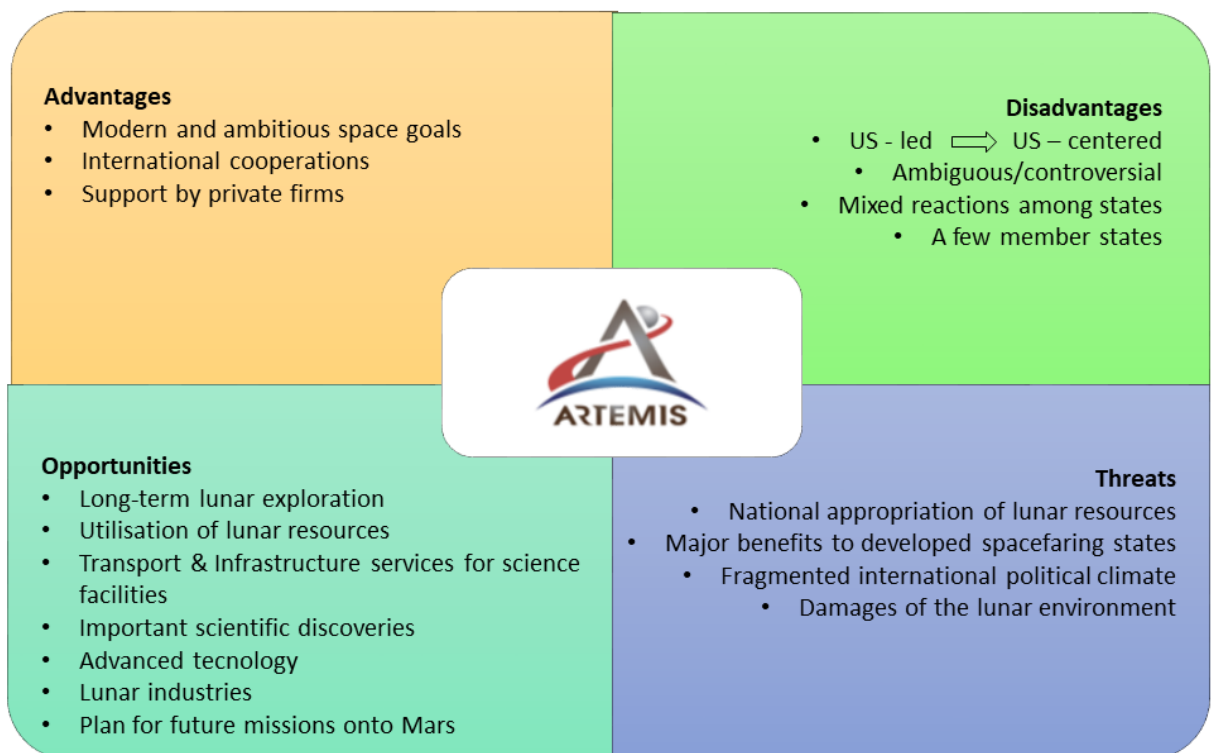 Advantages
• Modern and ambitious space goals
• International cooperations
• Support by private firms
Disadvantages
• US - led ⇨ US – centered
• Ambiguous/controversial
• Mixed reactions among states
• A few member states
ARTEMIS
Opportunities
• Long-term lunar exploration
• Utilisation of lunar resources
• Transport & Infrastructure services for science
facilities
• Important scientific discoveries
• Advanced tecnology
• Lunar industries
• Plan for future missions onto Mars
Threats
• National appropriation of lunar resources
• Major benefits to developed spacefaring states
• Fragmented international political climate
• Damages of the lunar environment